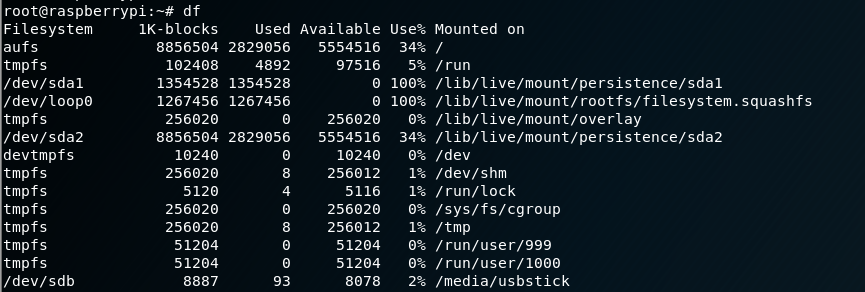 root@raspberrypi:~# df
Filesystem     1K-blocks    Used Available Use% Mounted on
aufs             8856504 2829056   5554516  34% /
tmpfs             102408    4892     97516   5% /run
/dev/sda1        1354528 1354528         0 100% /lib/live/mount/persistence/sda1
/dev/loop0       1267456 1267456         0 100% /lib/live/mount/rootfs/filesystem.squashfs
tmpfs             256020       0    256020   0% /lib/live/mount/overlay
/dev/sda2        8856504 2829056   5554516  34% /lib/live/mount/persistence/sda2
devtmpfs           10240       0     10240   0% /dev
tmpfs             256020       8    256012   1% /dev/shm
tmpfs               5120       4      5116   1% /run/lock
tmpfs             256020       0    256020   0% /sys/fs/cgroup
tmpfs             256020       8    256012   1% /tmp
tmpfs              51204       0     51204   0% /run/user/999
tmpfs              51204       0     51204   0% /run/user/1000
/dev/sdb            8887      93      8078   2% /media/usbstick